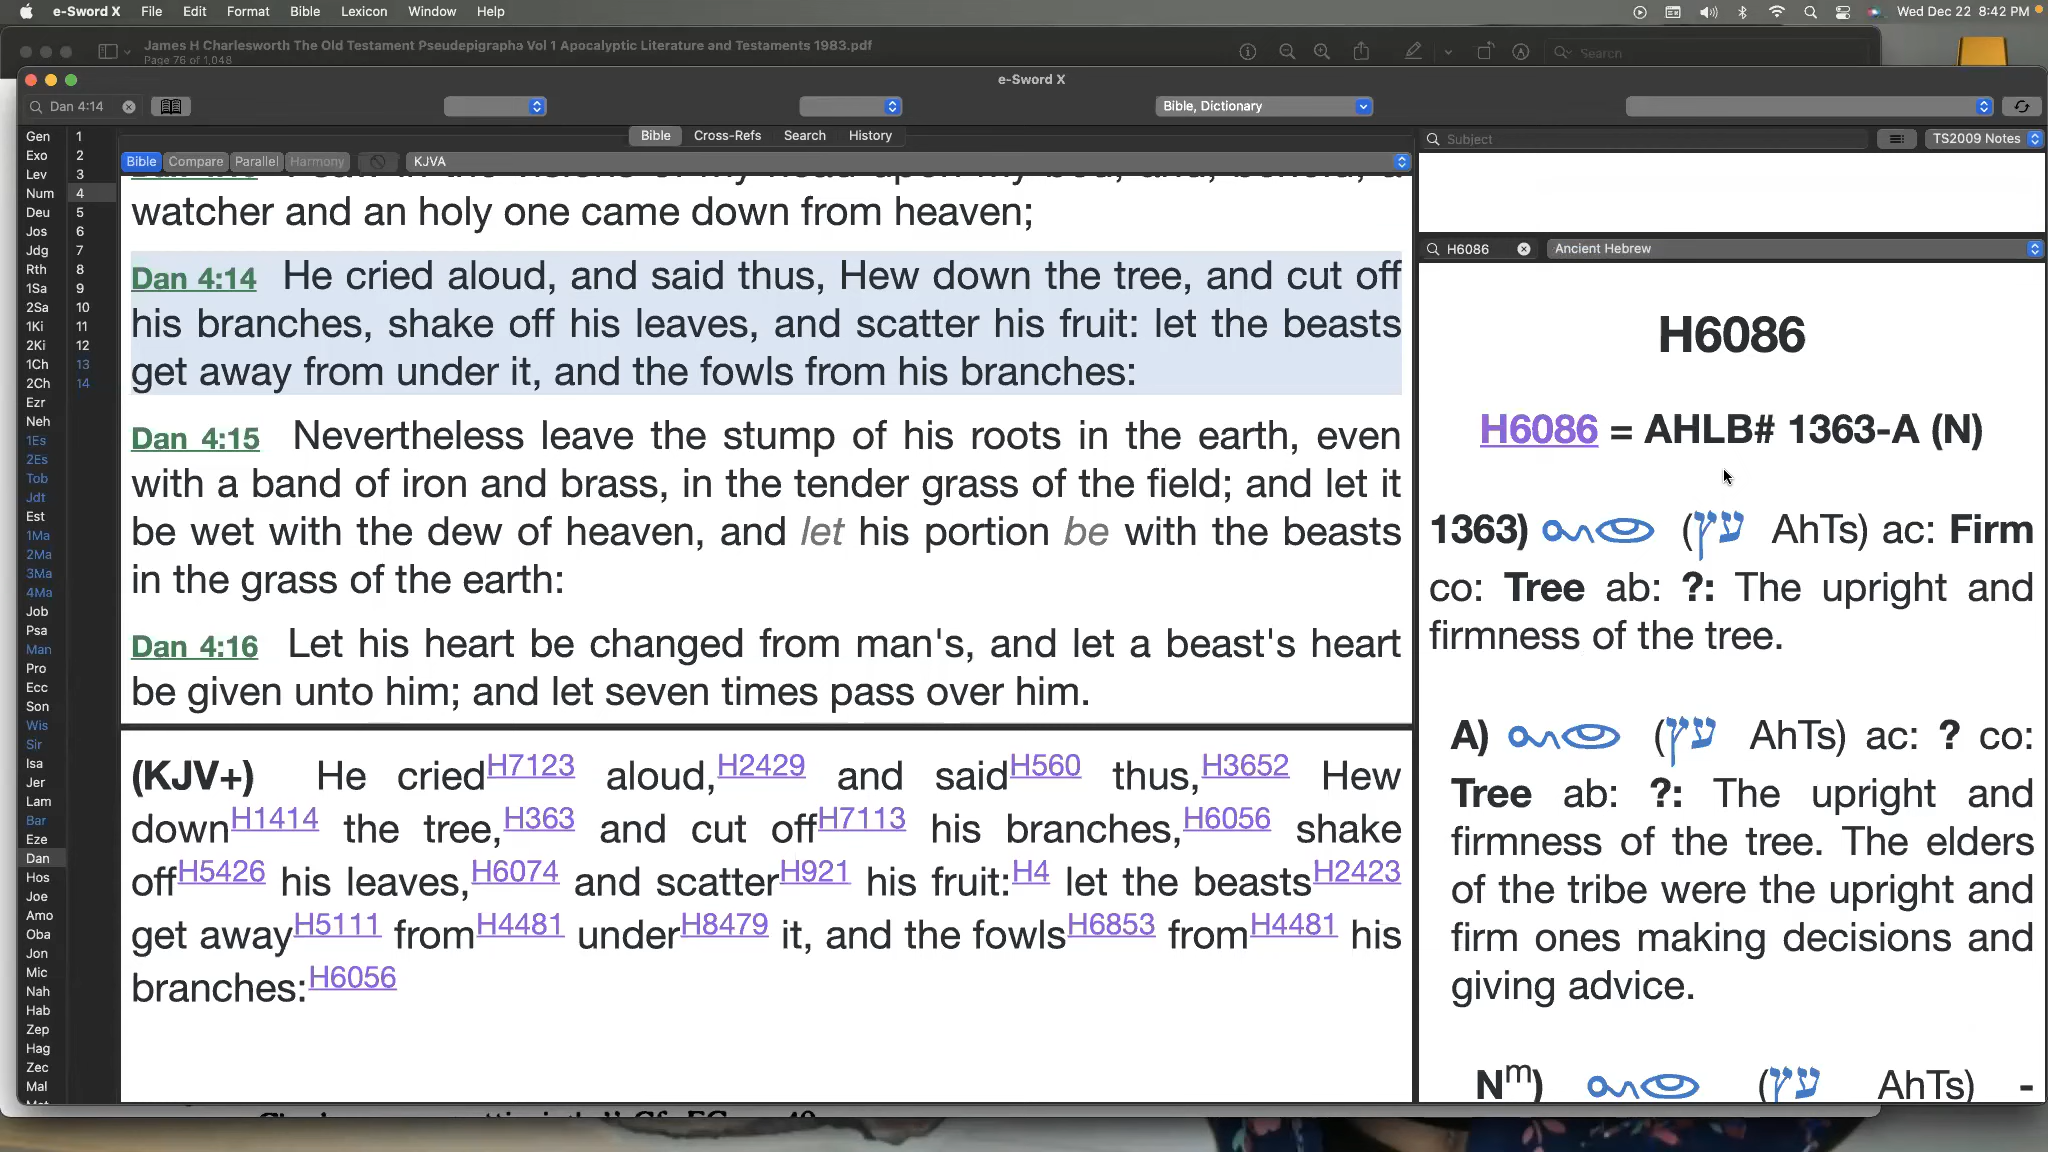 e-Sword X File Edit Format Bible Lexicon Window Help
Wed Dec 22 8:42 PM
James H Charlesworth The Old Testament Pseudepigrapha Vol 1 Apocalyptic Literature and Testaments 1983.pdf
Page 76 of 1,048
Search
e-Sword X
Dan 4:14
Bible, Dictionary
Bible Cross-Refs Search History
Bible Compare Parallel Harmony KJVA
Gen 1
Exo 2
Lev 3
Num 4
Deu 5
Jos 6
Jdg 7
Rth 8
1Sa 9
2Sa 10
1Ki 11
2Ki 12
1Ch 13
2Ch 14
Ezr
Neh
1Es
2Es
Tob
Jdt
Est
1Ma
2Ma
3Ma
4Ma
Job
Psa
Man
Pro
Ecc
Son
Wis
Sir
Isa
Jer
Lam
Bar
Eze
Dan
Hos
Joe
Amo
Oba
Jon
Mic
Nah
Hab
Zep
Hag
Zec
Mal
watcher and an holy one came down from heaven;
Dan 4:14 He cried aloud, and said thus, Hew down the tree, and cut off
his branches, shake off his leaves, and scatter his fruit: let the beasts
get away from under it, and the fowls from his branches:
Dan 4:15 Nevertheless leave the stump of his roots in the earth, even
with a band of iron and brass, in the tender grass of the field; and let it
be wet with the dew of heaven, and let his portion be with the beasts
in the grass of the earth:
Dan 4:16 Let his heart be changed from man's, and let a beast's heart
be given unto him; and let seven times pass over him.
(KJV+) He criedH7123 aloud,H2429 and saidH560 thus,H3652 Hew
downH1414 the tree,H363 and cut offH7113 his branches,H6056 shake
offH5426 his leaves,H6074 and scatterH921 his fruit:H4 let the beastsH2423
get awayH5111 fromH4481 underH8479 it, and the fowlsH6853 fromH4481 his
branches:H6056
Subject TS2009 Notes
H6086 Ancient Hebrew
H6086
H6086 = AHLB# 1363-A (N)
1363) (עץ AhTs) ac: Firm
co: Tree ab: ?: The upright and
firmness of the tree.
A) (עץ AhTs) ac: ? co:
Tree ab: ?: The upright and
firmness of the tree. The elders
of the tribe were the upright and
firm ones making decisions and
giving advice.
Nm) (עץ AhTs) -